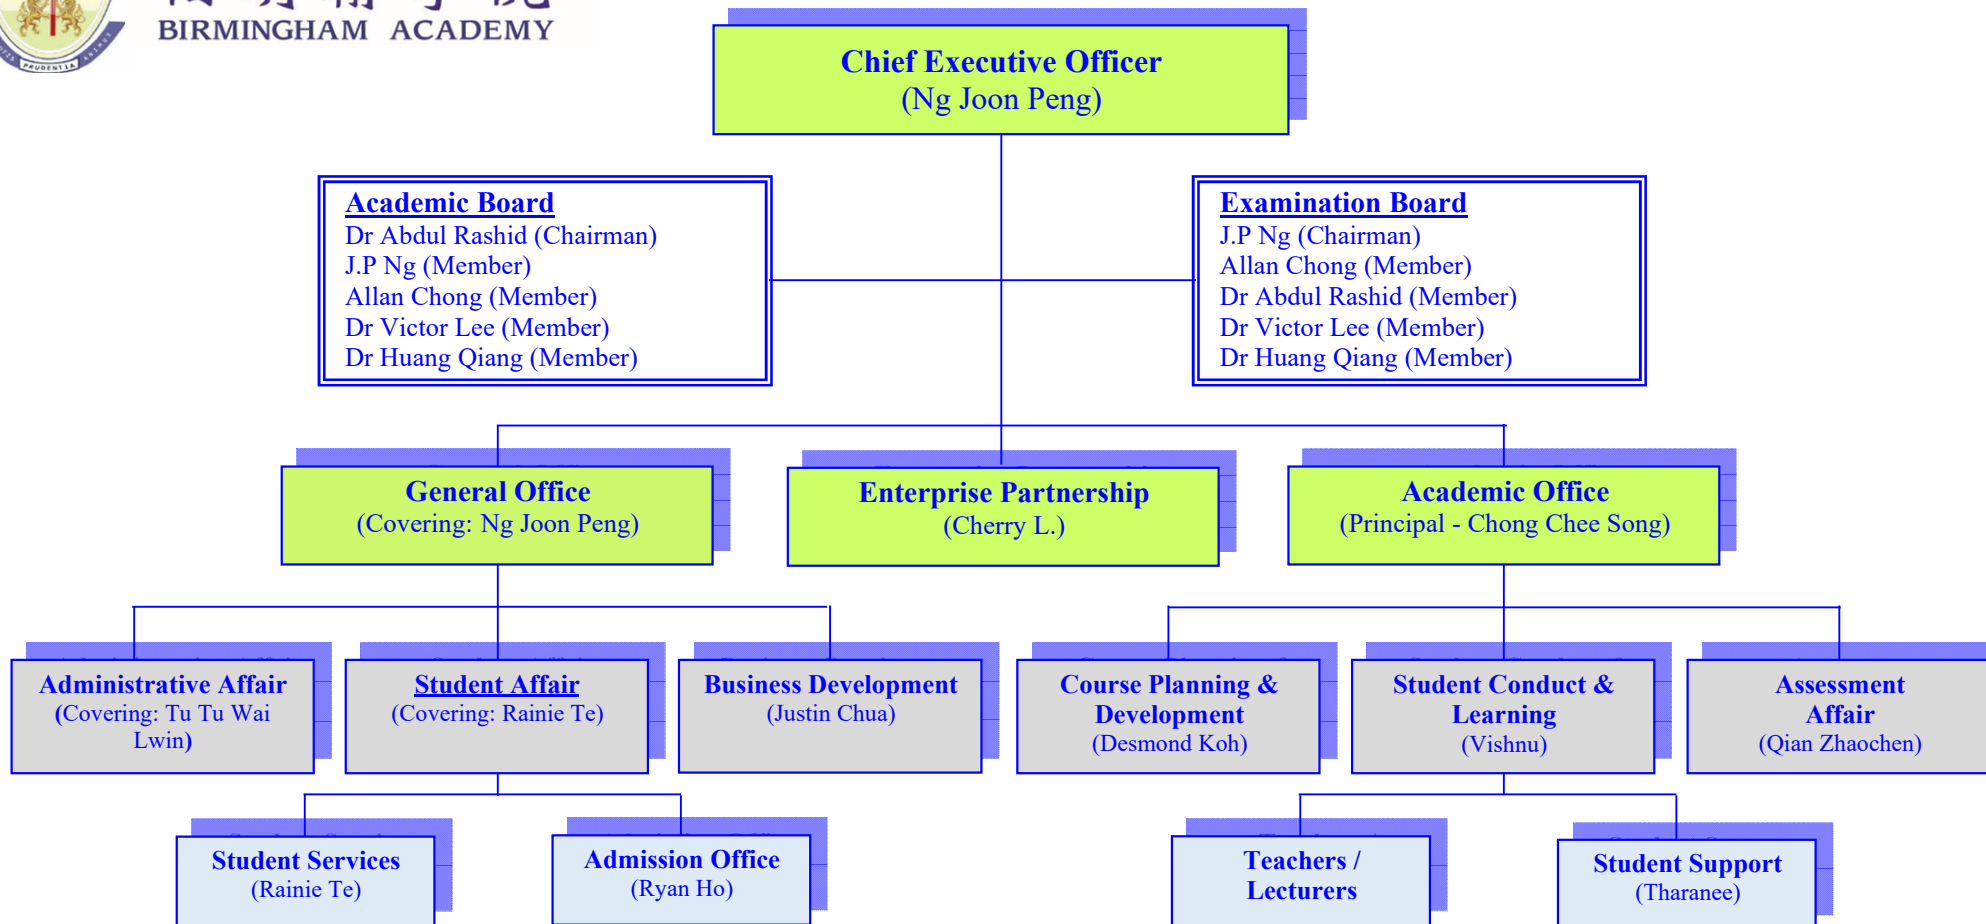 BIRMINGHAM ACADEMY
PRUDENTIA
Chief Executive Officer
(Ng Joon Peng)
Academic Board
Dr Abdul Rashid (Chairman)
J.P Ng (Member)
Allan Chong (Member)
Dr Victor Lee (Member)
Dr Huang Qiang (Member)
Examination Board
J.P Ng (Chairman)
Allan Chong (Member)
Dr Abdul Rashid (Member)
Dr Victor Lee (Member)
Dr Huang Qiang (Member)
General Office
(Covering: Ng Joon Peng)
Enterprise Partnership
(Cherry L.)
Academic Office
(Principal - Chong Chee Song)
Administrative Affair
(Covering: Tu Tu Wai
Lwin)
Student Affair
(Covering: Rainie Te)
Business Development
(Justin Chua)
Course Planning &
Development
(Desmond Koh)
Student Conduct &
Learning
(Vishnu)
Assessment
Affair
(Qian Zhaochen)
Student Services
(Rainie Te)
Admission Office
(Ryan Ho)
Teachers /
Lecturers
Student Support
(Tharanee)